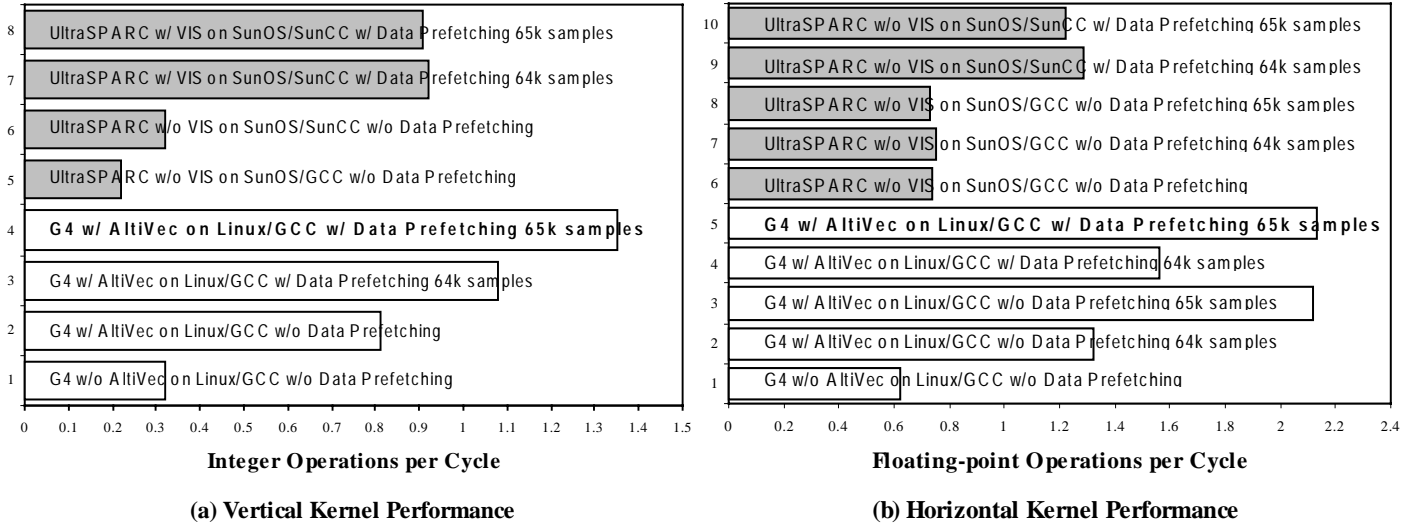 8 UltraSPARC w/ VIS on SunOS/SunCC w/ Data Prefetching 65k samples
7 UltraSPARC w/ VIS on SunOS/SunCC w/ Data Prefetching 64k samples
6 UltraSPARC w/o VIS on SunOS/SunCC w/o Data Prefetching
5 UltraSPARC w/o VIS on SunOS/GCC w/o Data Prefetching
4 G4 w/ AltiVec on Linux/GCC w/ Data Prefetching 65k samples
3 G4 w/ AltiVec on Linux/GCC w/ Data Prefetching 64k samples
2 G4 w/ AltiVec on Linux/GCC w/o Data Prefetching
1 G4 w/o AltiVec on Linux/GCC w/o Data Prefetching
0 0.1 0.2 0.3 0.4 0.5 0.6 0.7 0.8 0.9 1 1.1 1.2 1.3 1.4 1.5
Integer Operations per Cycle
(a) Vertical Kernel Performance
10 UltraSPARC w/o VIS on SunOS/SunCC w/ Data Prefetching 65k samples
9 UltraSPARC w/o VIS on SunOS/SunCC w/ Data Prefetching 64k samples
8 UltraSPARC w/o VIS on SunOS/GCC w/o Data Prefetching 65k samples
7 UltraSPARC w/o VIS on SunOS/GCC w/o Data Prefetching 64k samples
6 UltraSPARC w/o VIS on SunOS/GCC w/o Data Prefetching
5 G4 w/ AltiVec on Linux/GCC w/ Data Prefetching 65k samples
4 G4 w/ AltiVec on Linux/GCC w/ Data Prefetching 64k samples
3 G4 w/ AltiVec on Linux/GCC w/o Data Prefetching 65k samples
2 G4 w/ AltiVec on Linux/GCC w/o Data Prefetching 64k samples
1 G4 w/o AltiVec on Linux/GCC w/o Data Prefetching
0 0.2 0.4 0.6 0.8 1 1.2 1.4 1.6 1.8 2 2.2 2.4
Floating-point Operations per Cycle
(b) Horizontal Kernel Performance